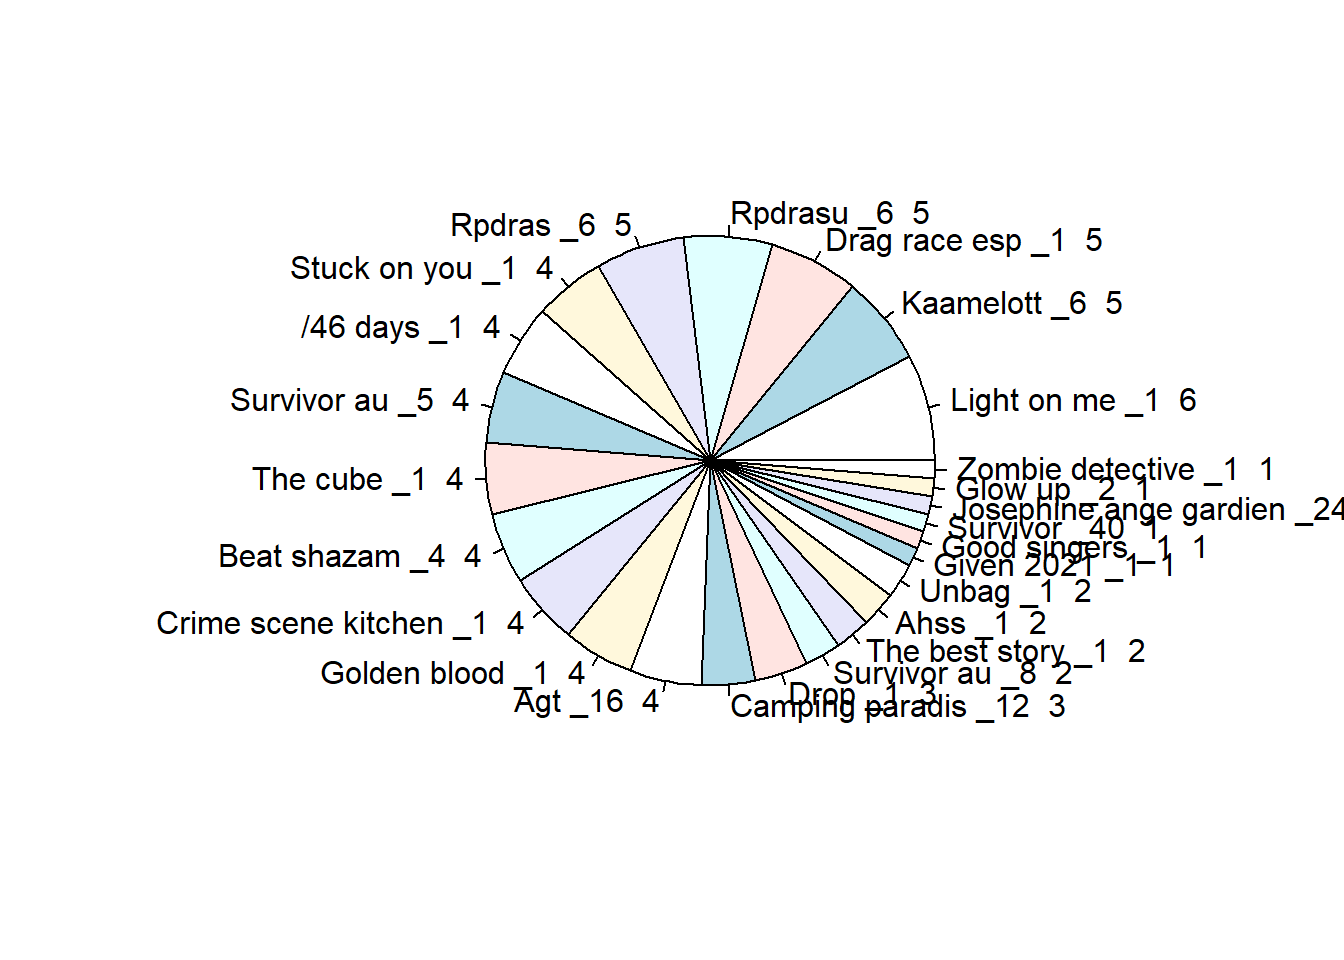 Rpdrasu _6  5
Rpdras _6  5
Drag race esp _1  5
Stuck on you _1  4
Kaamelott _6  5
/46 days _1  4
Survivor au _5  4
Light on me _1  6
The cube _1  4
Zombie detective _1  1
Glow up _2  1
Josephine ange gardien _24
Survivor _40  1
Good singers _1  1
Beat shazam _4  4
Given 2021 _1  1
Unbag _1  2
Crime scene kitchen _1  4
Ahss _1  2
The best story _1  2
Golden blood _1  4
Survivor au _8  2
Agt _16  4
Drop _1  3
Camping paradis _12  3